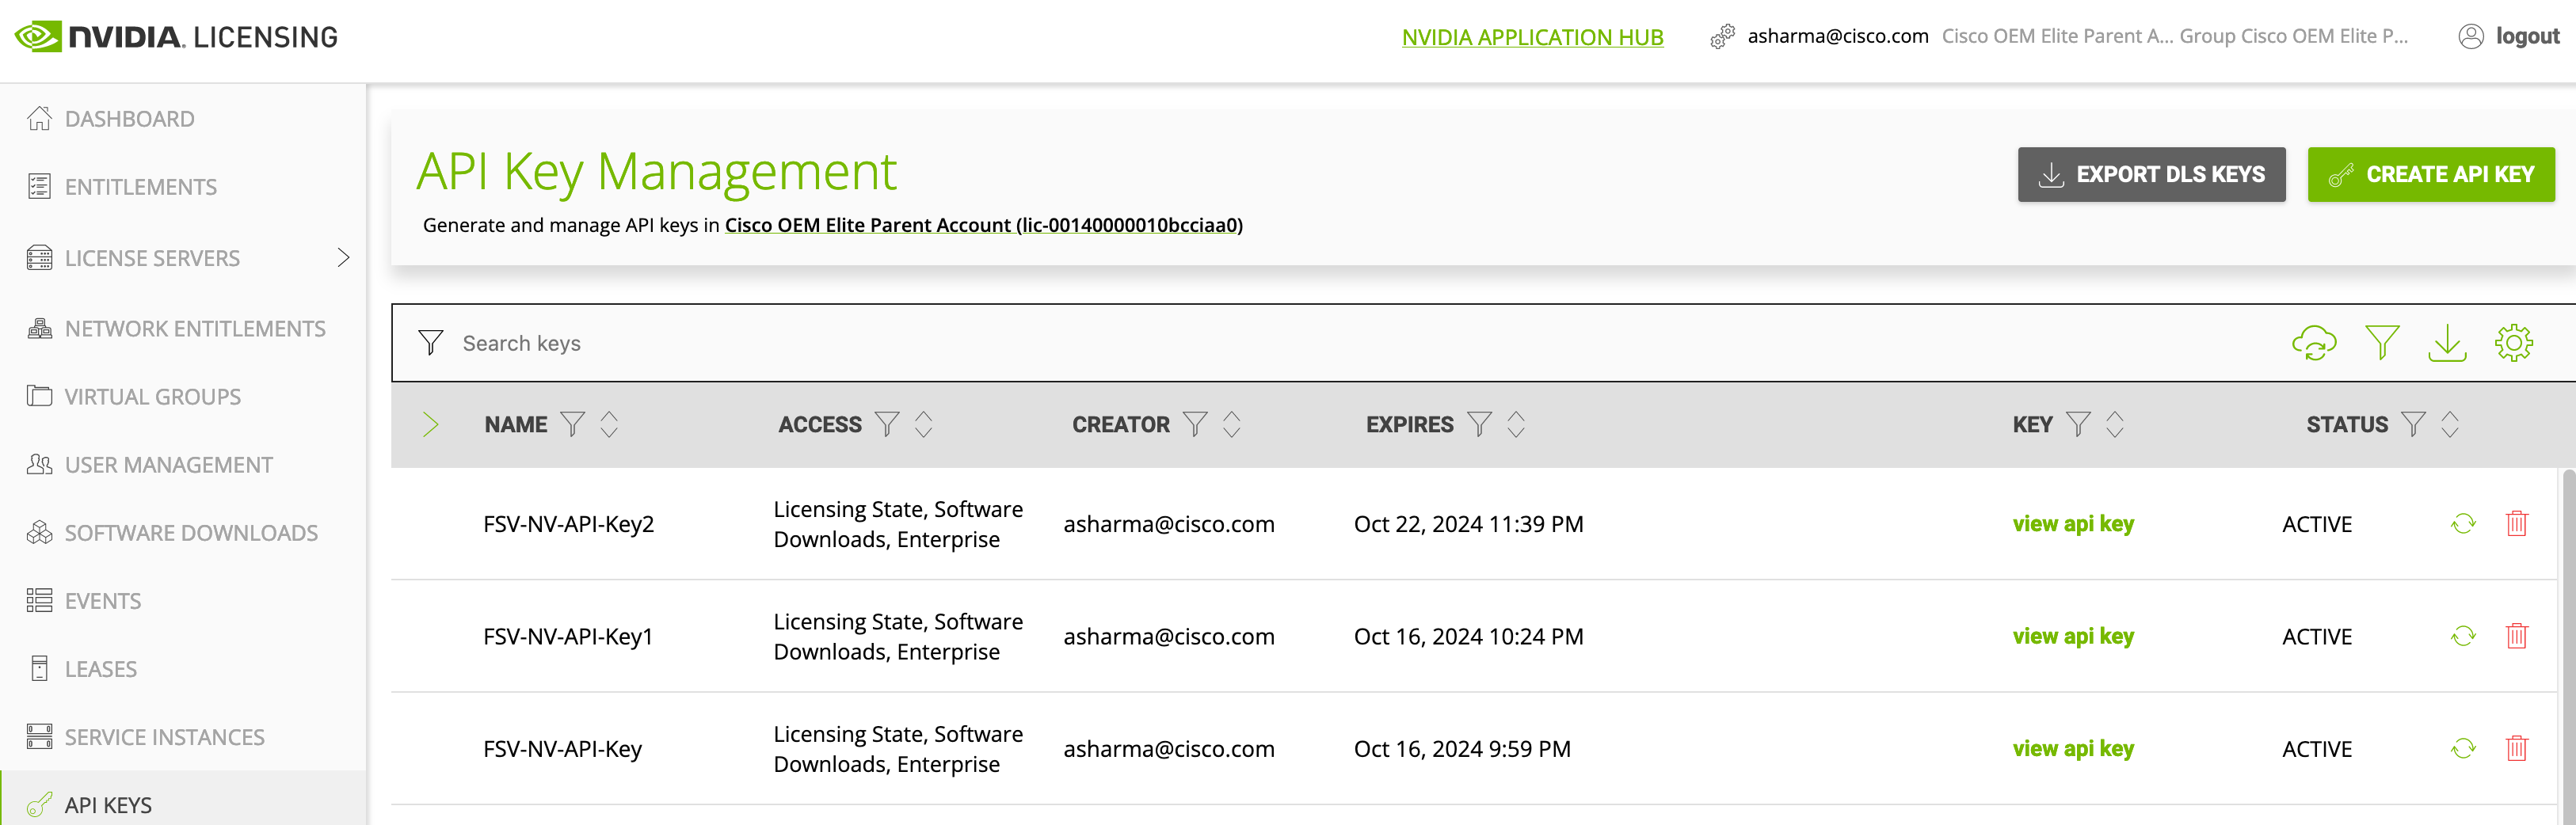 NVIDIA. LICENSING
NVIDIA APPLICATION HUB
asharma@cisco.com Cisco OEM Elite Parent A... Group Cisco OEM Elite P...
logout
DASHBOARD
ENTITLEMENTS
LICENSE SERVERS
NETWORK ENTITLEMENTS
VIRTUAL GROUPS
USER MANAGEMENT
SOFTWARE DOWNLOADS
EVENTS
LEASES
SERVICE INSTANCES
API KEYS
API Key Management
Generate and manage API keys in Cisco OEM Elite Parent Account (lic-00140000010bcciaa0)
EXPORT DLS KEYS
CREATE API KEY
Search keys
NAME ACCESS CREATOR EXPIRES KEY STATUS
FSV-NV-API-Key2
Licensing State, Software
Downloads, Enterprise
asharma@cisco.com
Oct 22, 2024 11:39 PM
view api key
ACTIVE
FSV-NV-API-Key1
Licensing State, Software
Downloads, Enterprise
asharma@cisco.com
Oct 16, 2024 10:24 PM
view api key
ACTIVE
FSV-NV-API-Key
Licensing State, Software
Downloads, Enterprise
asharma@cisco.com
Oct 16, 2024 9:59 PM
view api key
ACTIVE